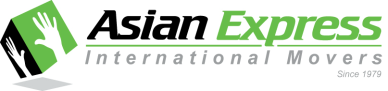 Asian Express
International Movers
Since 1979